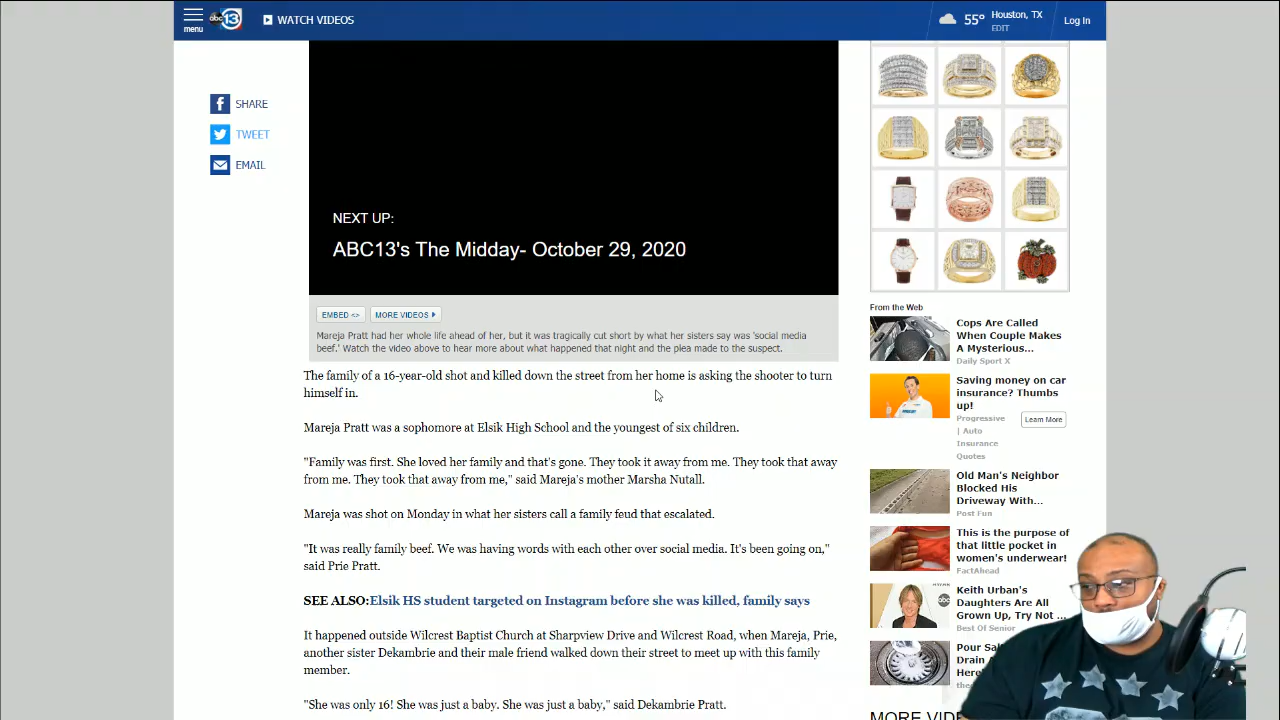 menu
abc 13
WATCH VIDEOS
55°
Houston, TX
EDIT
Log In
SHARE
TWEET
EMAIL
NEXT UP:
ABC13's The Midday- October 29, 2020
EMBED <>
MORE VIDEOS
Mareja Pratt had her whole life ahead of her, but it was tragically cut short by what her sisters say was 'social media
beef.' Watch the video above to hear more about what happened that night and the plea made to the suspect.
The family of a 16-year-old shot and killed down the street from her home is asking the shooter to turn
himself in.
Mareja Pratt was a sophomore at Elsik High School and the youngest of six children.
"Family was first. She loved her family and that's gone. They took it away from me. They took that away
from me. They took that away from me," said Mareja's mother Marsha Nutall.
Mareja was shot on Monday in what her sisters call a family feud that escalated.
"It was really family beef. We was having words with each other over social media. It's been going on,"
said Prie Pratt.
SEE ALSO:Elsik HS student targeted on Instagram before she was killed, family says
It happened outside Wilcrest Baptist Church at Sharpview Drive and Wilcrest Road, when Mareja, Prie,
another sister Dekambrie and their male friend walked down their street to meet up with this family
member.
"She was only 16! She was just a baby. She was just a baby," said Dekambrie Pratt.
From the Web
Cops Are Called
When Couple Makes
A Mysterious...
Daily Sport X
Saving money on car
insurance? Thumbs
up!
Progressive
| Auto
Insurance
Quotes
Learn More
Old Man's Neighbor
Blocked His
Driveway With...
Post Fun
This is the purpose of
that little pocket in
women's underwear!
FactAhead
Keith Urban's
Daughters Are All
Grown Up, Try Not ...
Best Of Senior
Pour Sal
Drain
Here
the
MORE VID